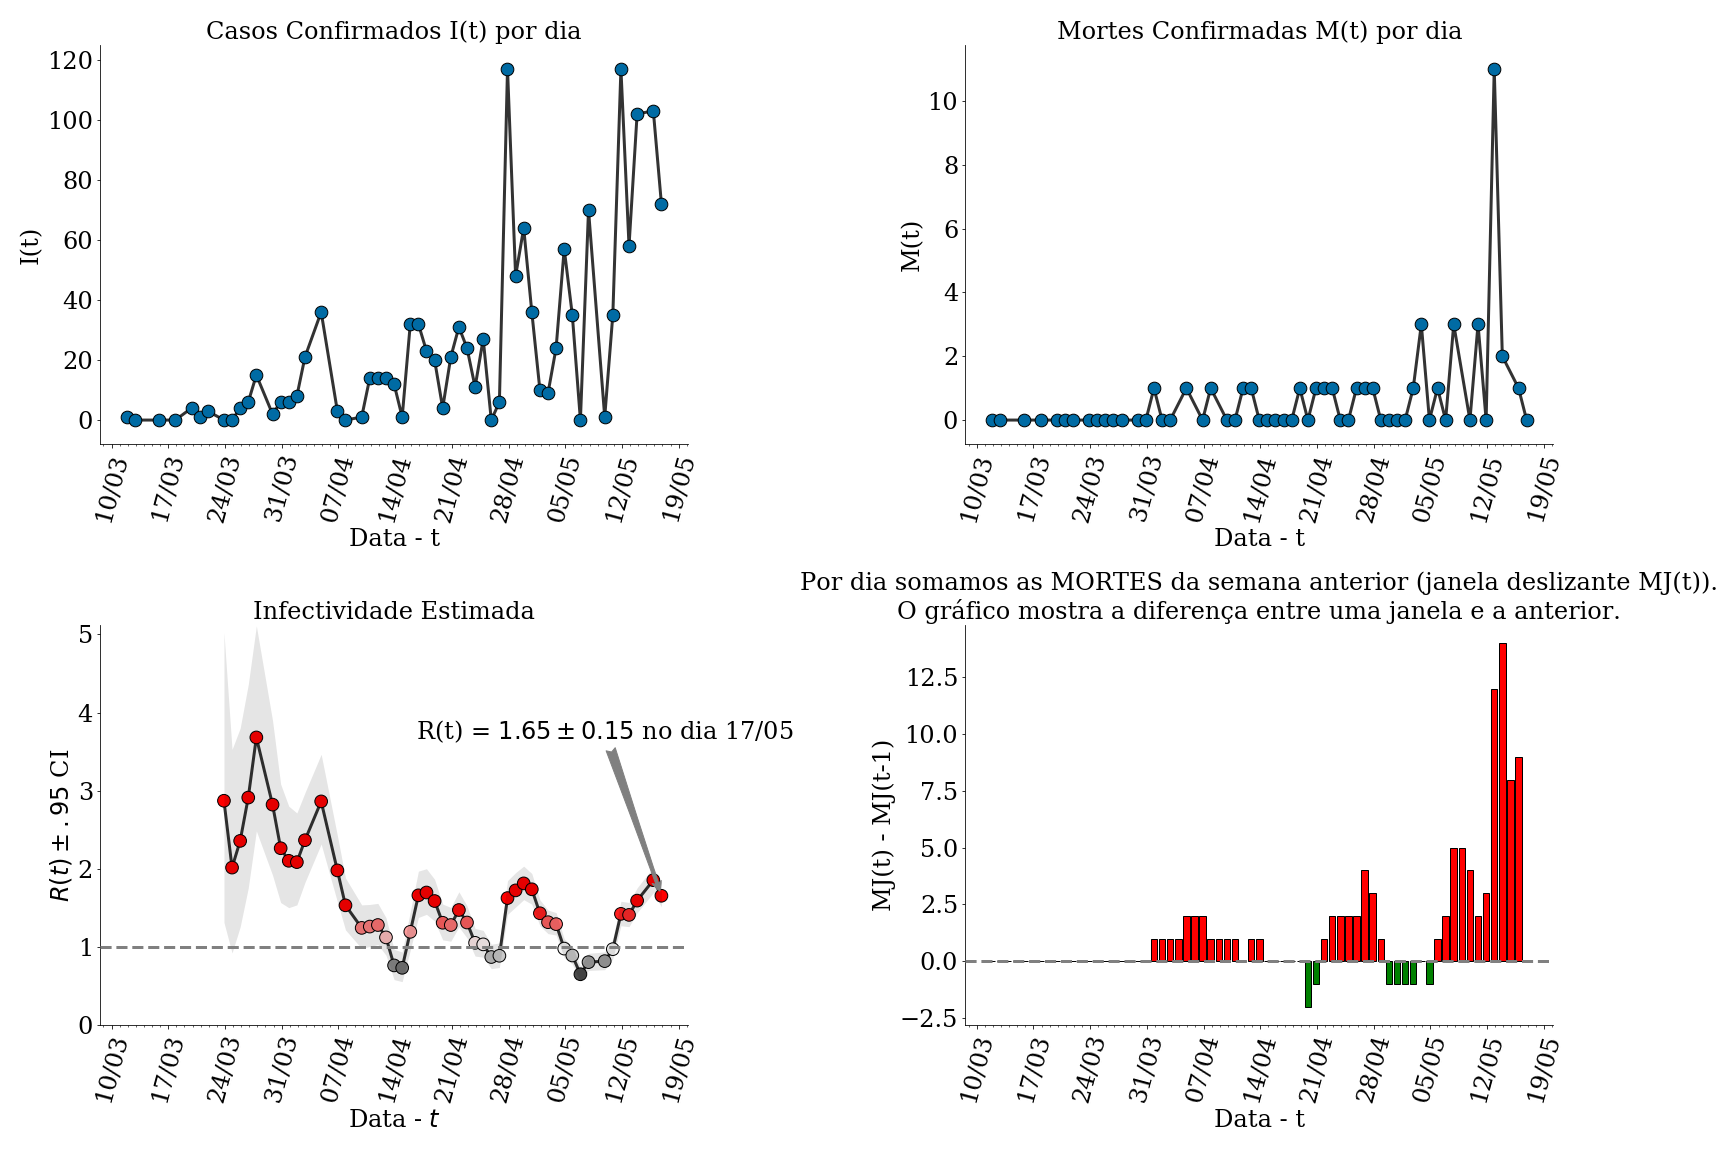 Casos Confirmados I(t) por dia
I(t)
120
100
80
60
40
20
0
10/03 17/03 24/03 31/03 07/04 14/04 21/04 28/04 05/05 12/05 19/05
Data - t
Mortes Confirmadas M(t) por dia
M(t)
10
8
6
4
2
0
10/03 17/03 24/03 31/03 07/04 14/04 21/04 28/04 05/05 12/05 19/05
Data - t
Infectividade Estimada
R(t) ± .95 CI
5
4
3
2
1
0
R(t) = 1.65 ± 0.15 no dia 17/05
10/03 17/03 24/03 31/03 07/04 14/04 21/04 28/04 05/05 12/05 19/05
Data - t
Por dia somamos as MORTES da semana anterior (janela deslizante MJ(t)).
O gráfico mostra a diferença entre uma janela e a anterior.
MJ(t) - MJ(t-1)
12.5
10.0
7.5
5.0
2.5
0.0
−2.5
10/03 17/03 24/03 31/03 07/04 14/04 21/04 28/04 05/05 12/05 19/05
Data - t